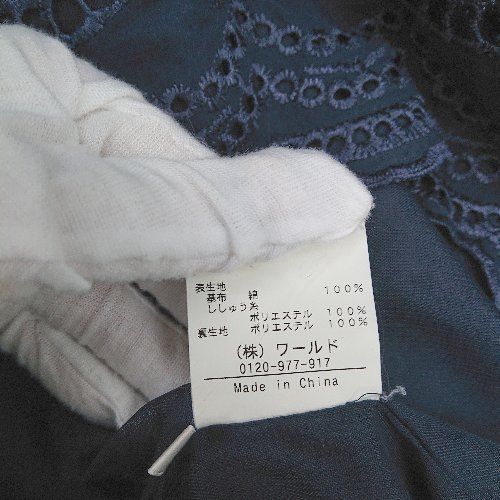 表生地
基布 綿 100%
ししゅう糸
ポリエステル 100%
裏生地 ポリエステル 100%
(株) ワールド
0120-977-917
Made in China